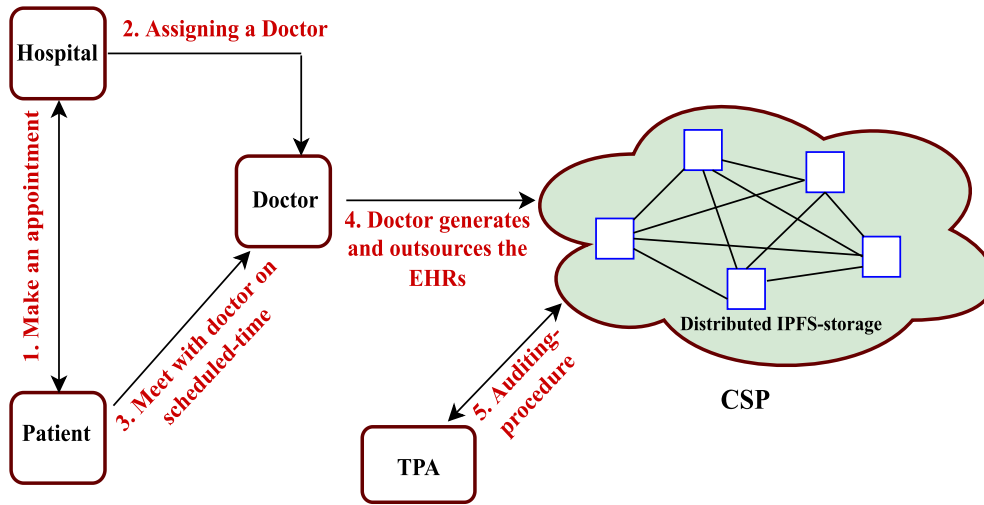 2. Assigning a Doctor
Hospital
1. Make an appointment
Doctor
4. Doctor generates
and outsources the
EHRs
3. Meet with doctor on
scheduled-time
Distributed IPFS-storage
CSP
5. Auditing-
procedure
Patient
TPA